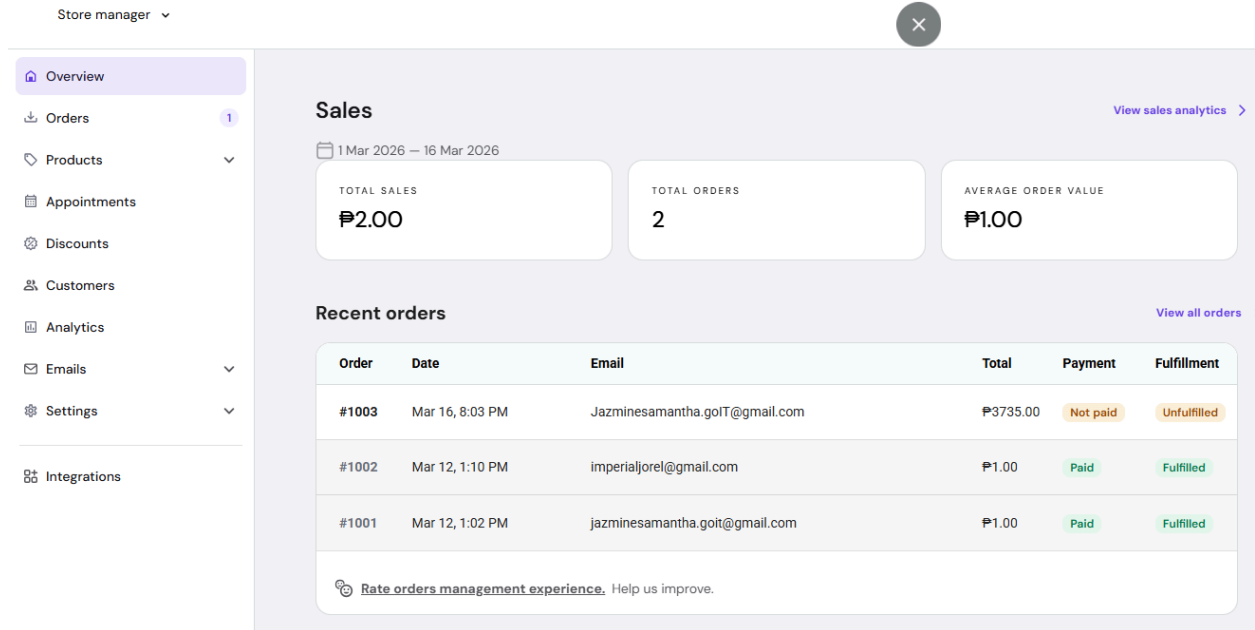 Store manager
Overview
Orders 1
Products
Appointments
Discounts
Customers
Analytics
Emails
Settings
Integrations
Sales
View sales analytics
1 Mar 2026 — 16 Mar 2026
TOTAL SALES
₱2.00
TOTAL ORDERS
2
AVERAGE ORDER VALUE
₱1.00
Recent orders
View all orders
Order Date Email Total Payment Fulfillment
#1003 Mar 16, 8:03 PM Jazminesamantha.goIT@gmail.com ₱3735.00 Not paid Unfulfilled
#1002 Mar 12, 1:10 PM imperialjorel@gmail.com ₱1.00 Paid Fulfilled
#1001 Mar 12, 1:02 PM jazminesamantha.goit@gmail.com ₱1.00 Paid Fulfilled
Rate orders management experience. Help us improve.